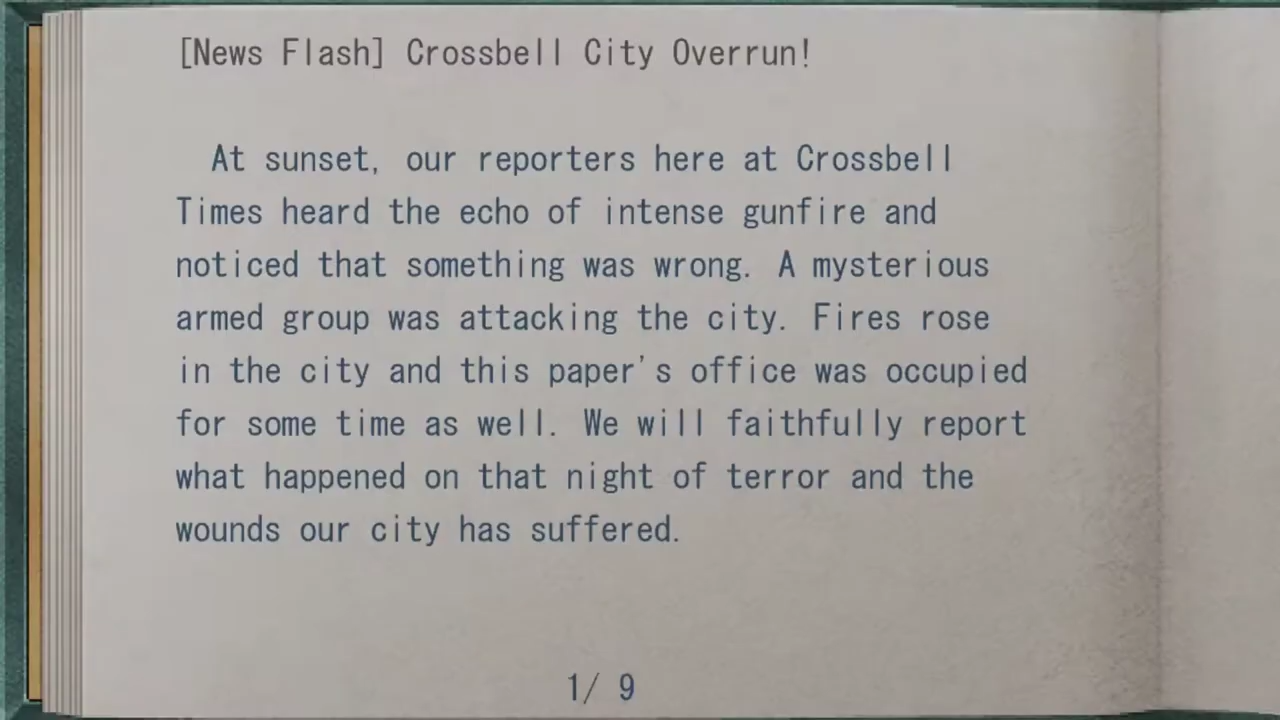 [News Flash] Crossbell City Overrun!
At sunset, our reporters here at Crossbell
Times heard the echo of intense gunfire and
noticed that something was wrong. A mysterious
armed group was attacking the city. Fires rose
in the city and this paper's office was occupied
for some time as well. We will faithfully report
what happened on that night of terror and the
wounds our city has suffered.
1/ 9